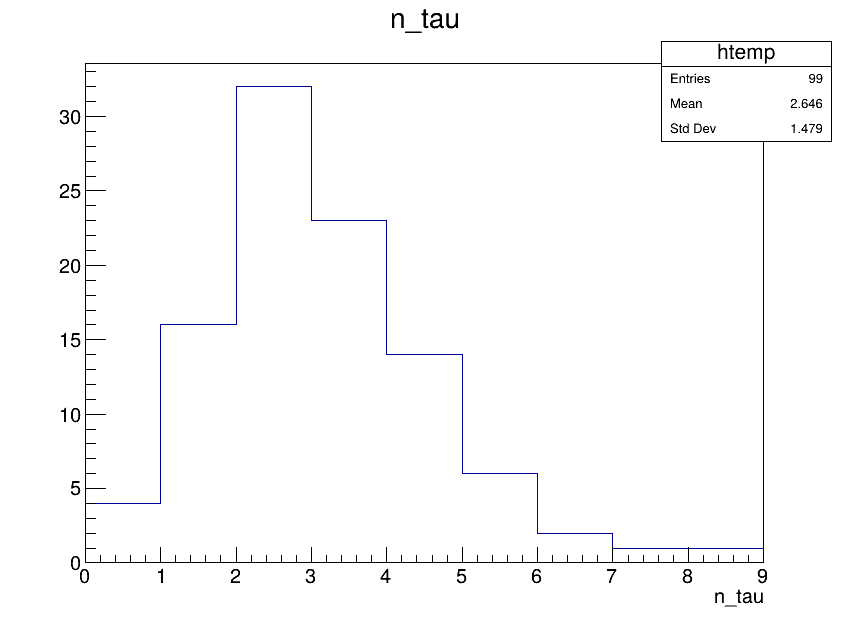 n_tau
htemp
Entries 99
Mean 2.646
Std Dev 1.479
30
25
20
15
10
5
0
0 1 2 3 4 5 6 7 8 9
n_tau